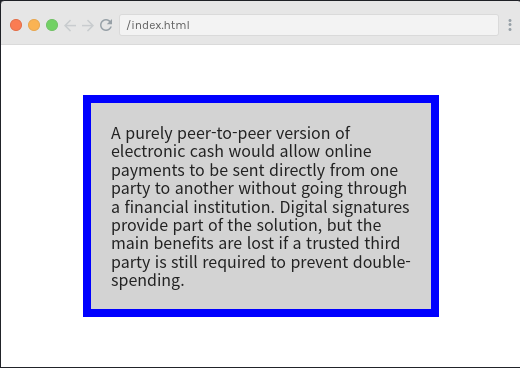 /index.html
A purely peer-to-peer version of
electronic cash would allow online
payments to be sent directly from one
party to another without going through
a financial institution. Digital signatures
provide part of the solution, but the
main benefits are lost if a trusted third
party is still required to prevent double-
spending.